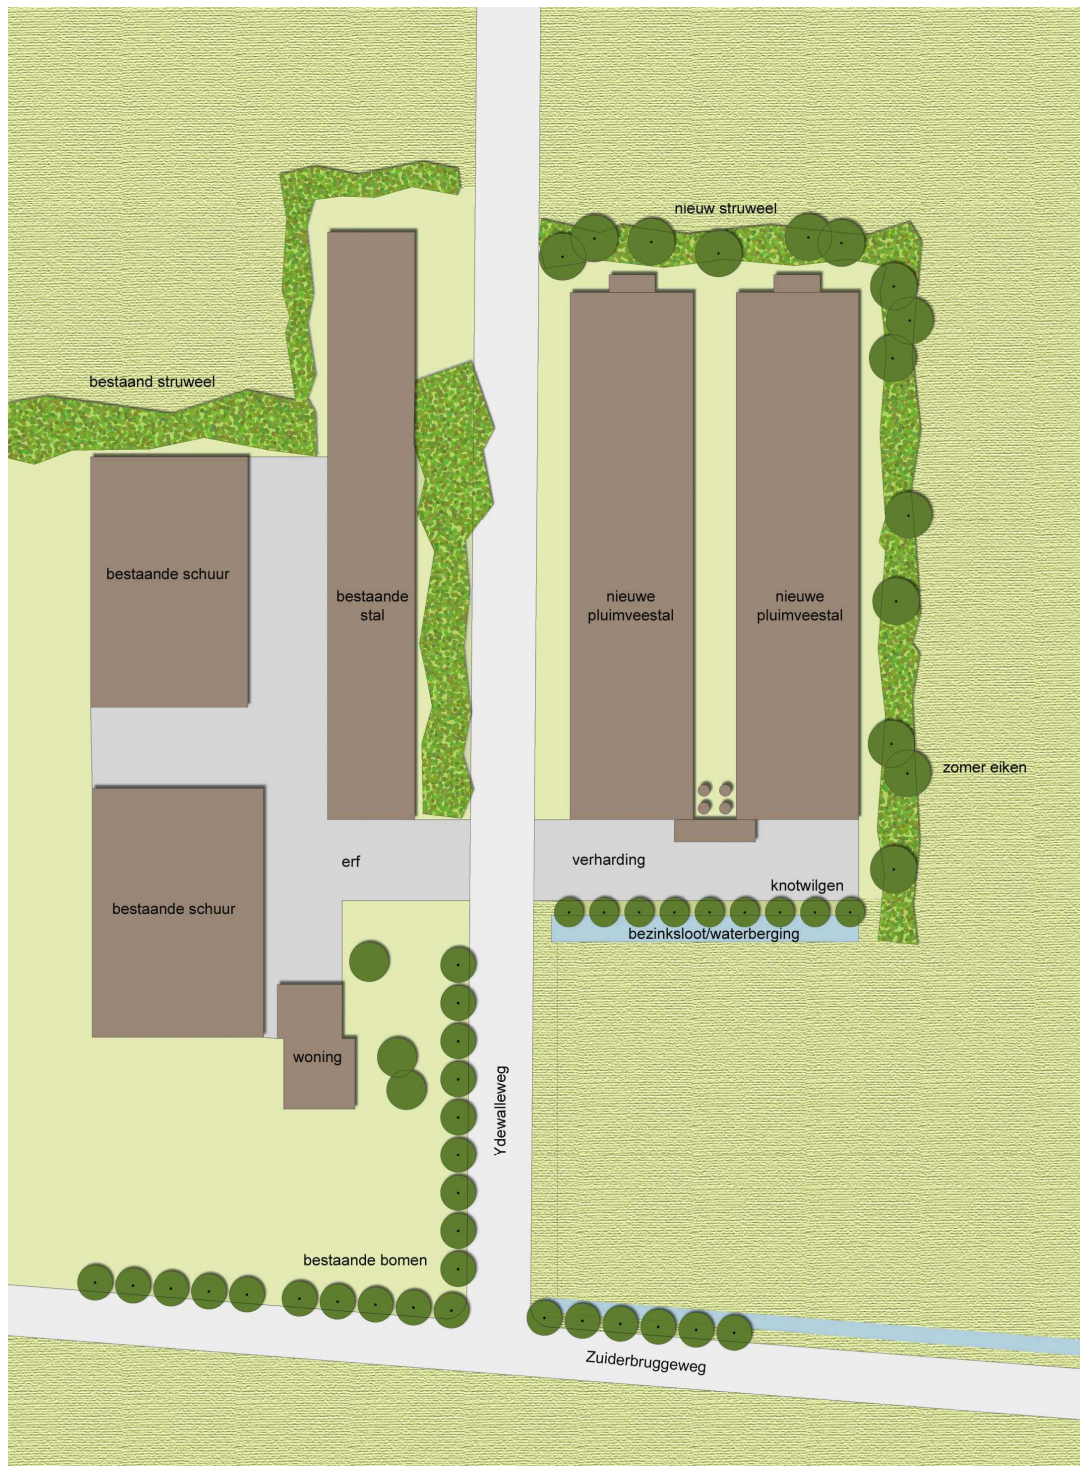 nieuw struweel
bestaand struweel
bestaande schuur
bestaande
stal
nieuwe
pluimveestal
nieuwe
pluimveestal
zomer eiken
erf
verharding
knotwilgen
bestaande schuur
bezinksloot/waterberging
woning
Ydewalleweg
bestaande bomen
Zuiderbruggeweg